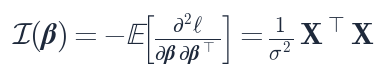 𝓘(𝜷) = −𝔼[∂²ℓ / ∂𝜷 ∂𝜷⊤] = 1/σ² 𝐗⊤ 𝐗